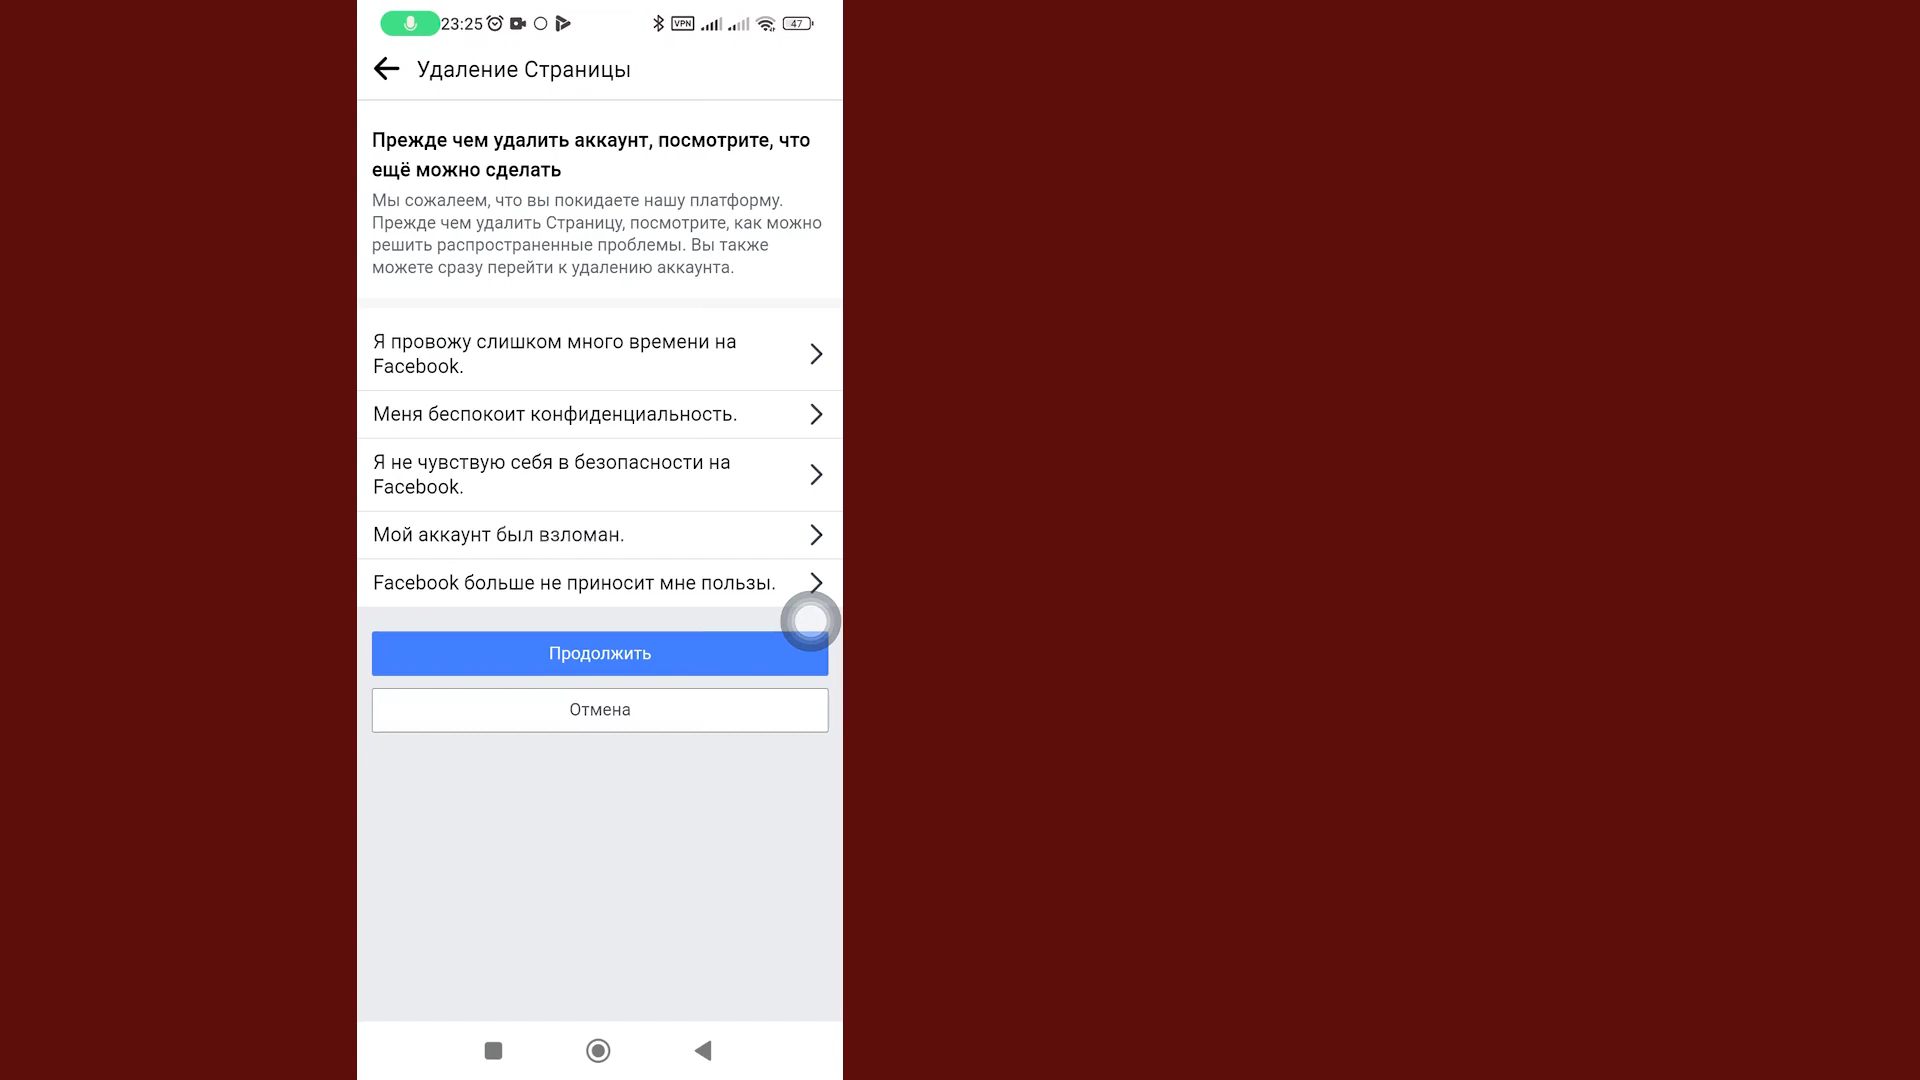 23:25 VPN 47
Удаление Страницы
Прежде чем удалить аккаунт, посмотрите, что
ещё можно сделать
Мы сожалеем, что вы покидаете нашу платформу.
Прежде чем удалить Страницу, посмотрите, как можно
решить распространенные проблемы. Вы также
можете сразу перейти к удалению аккаунта.
Я провожу слишком много времени на
Facebook.
Меня беспокоит конфиденциальность.
Я не чувствую себя в безопасности на
Facebook.
Мой аккаунт был взломан.
Facebook больше не приносит мне пользы.
Продолжить
Отмена